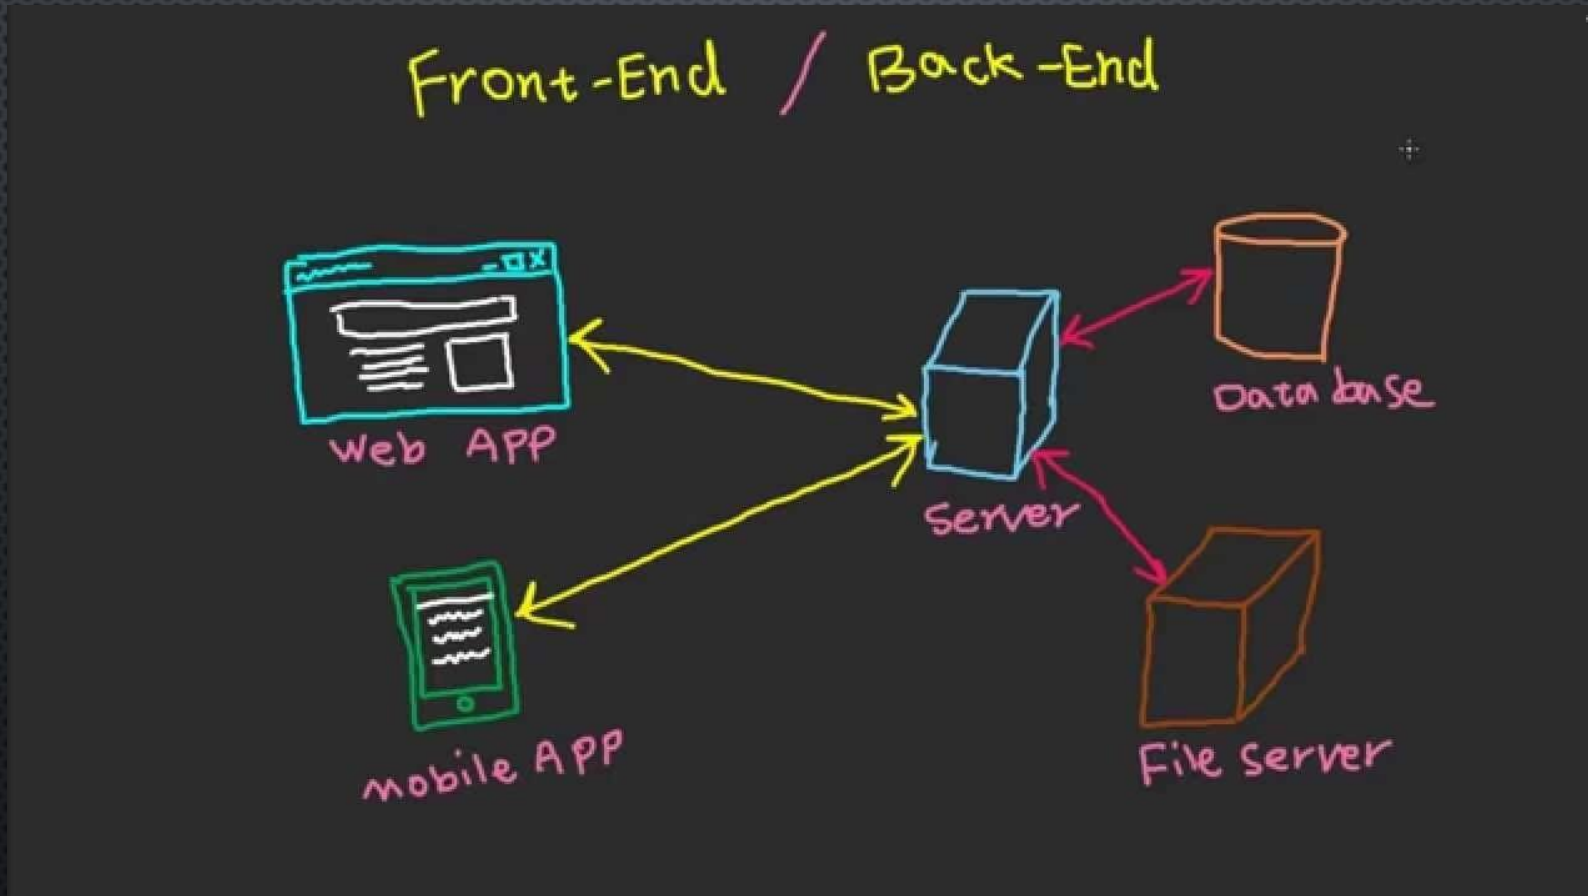 Front-End / Back-End
Web APP
Database
Server
mobile APP
File Server